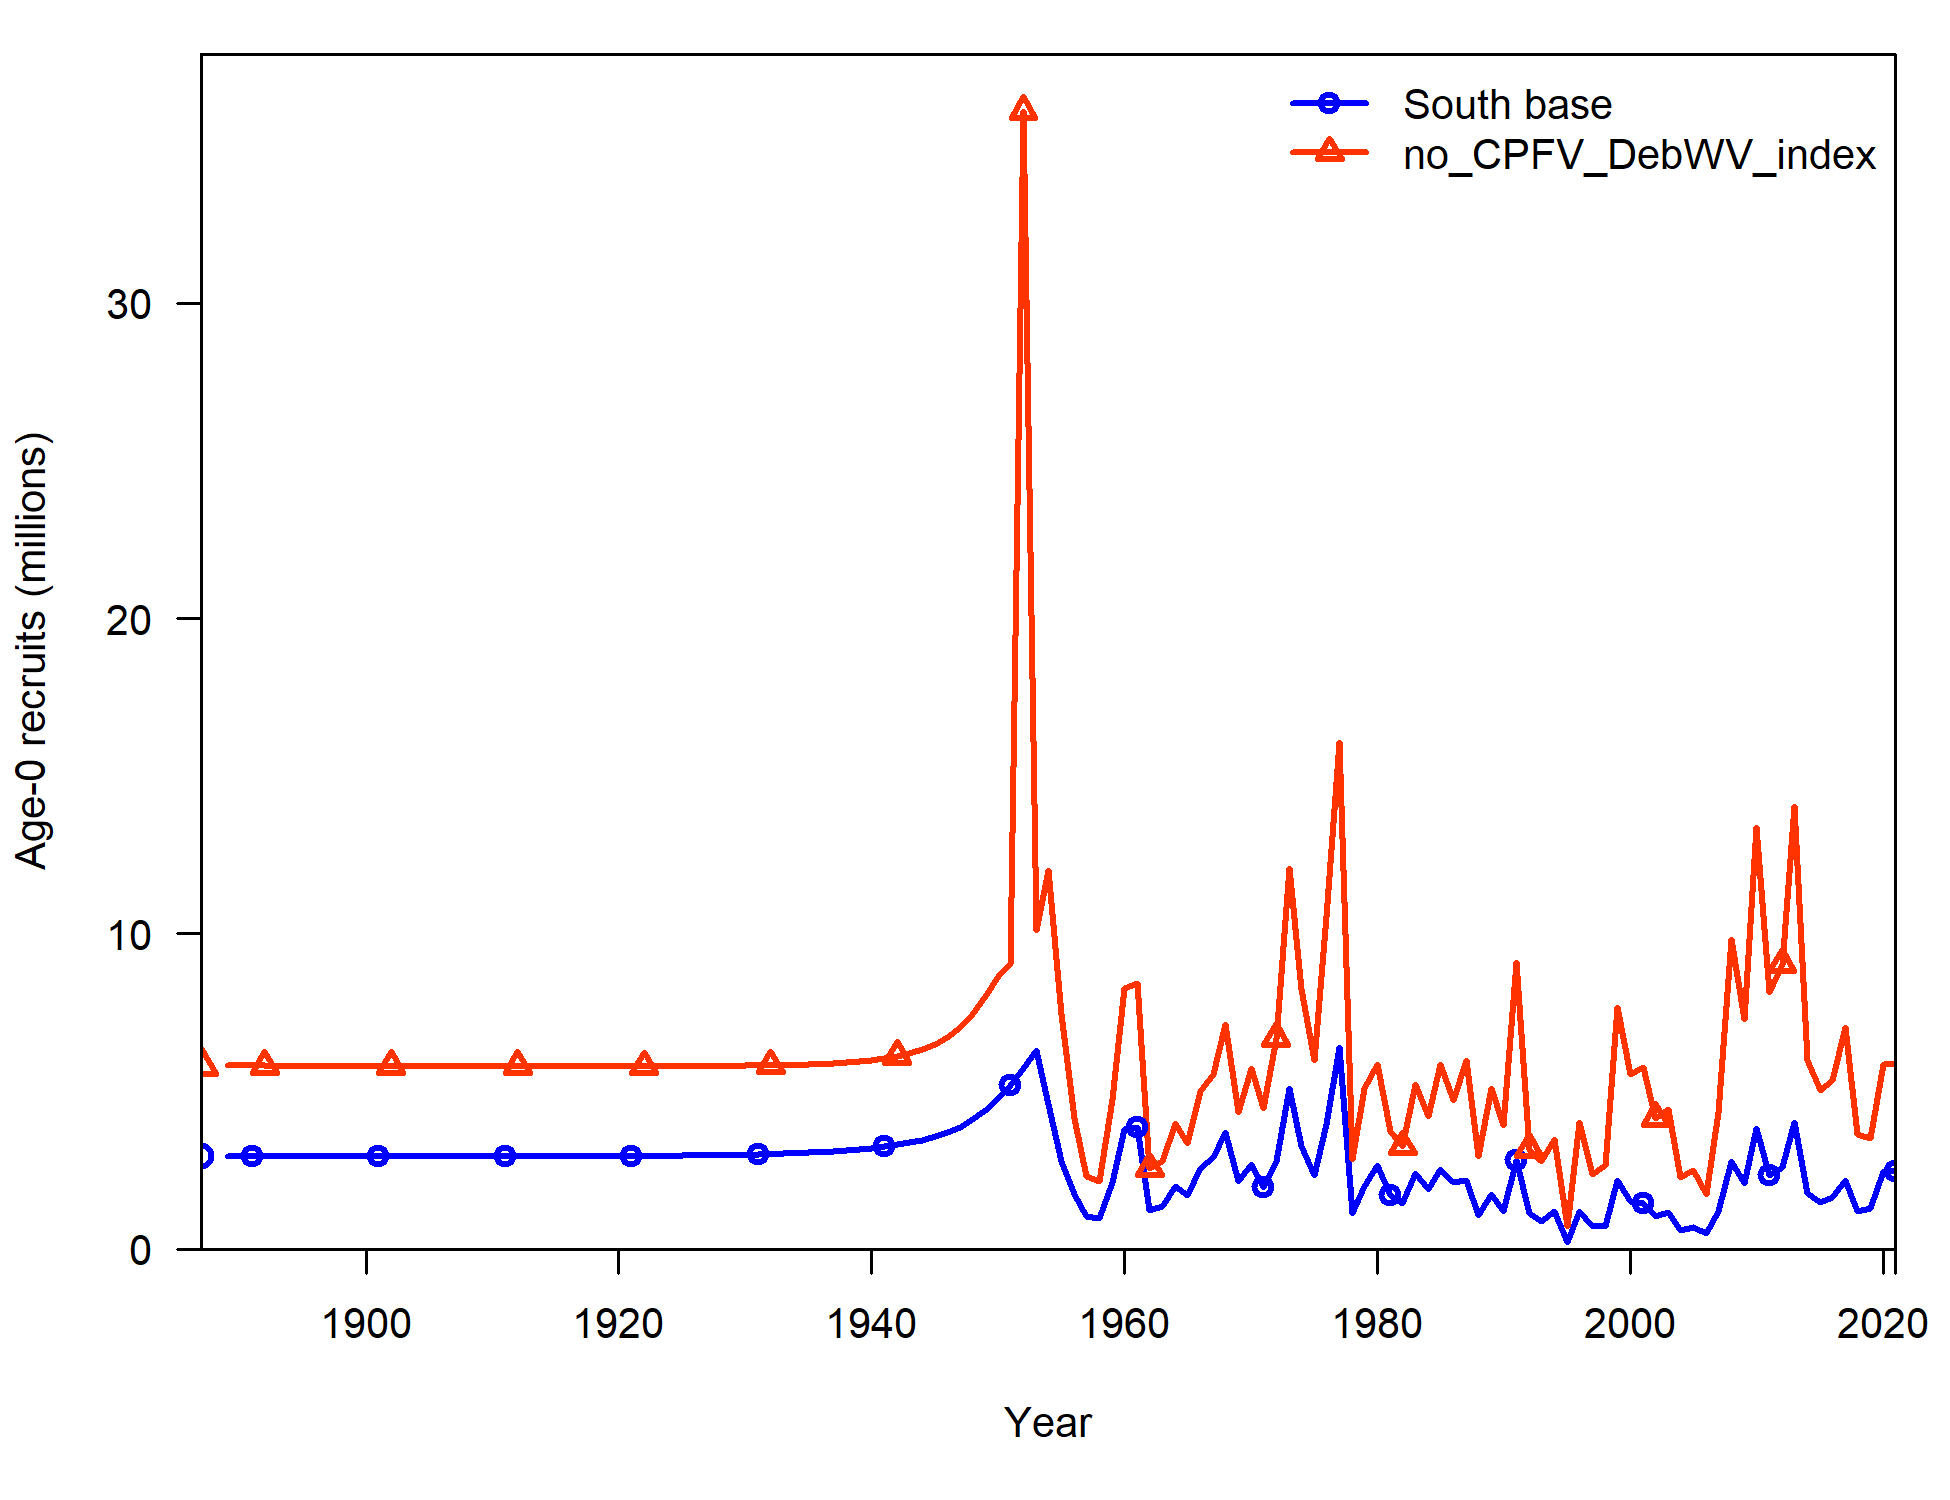 South base
no_CPFV_DebWV_index
Age-0 recruits (millions)
30
20
10
0
1900 1920 1940 1960 1980 2000 2020
Year